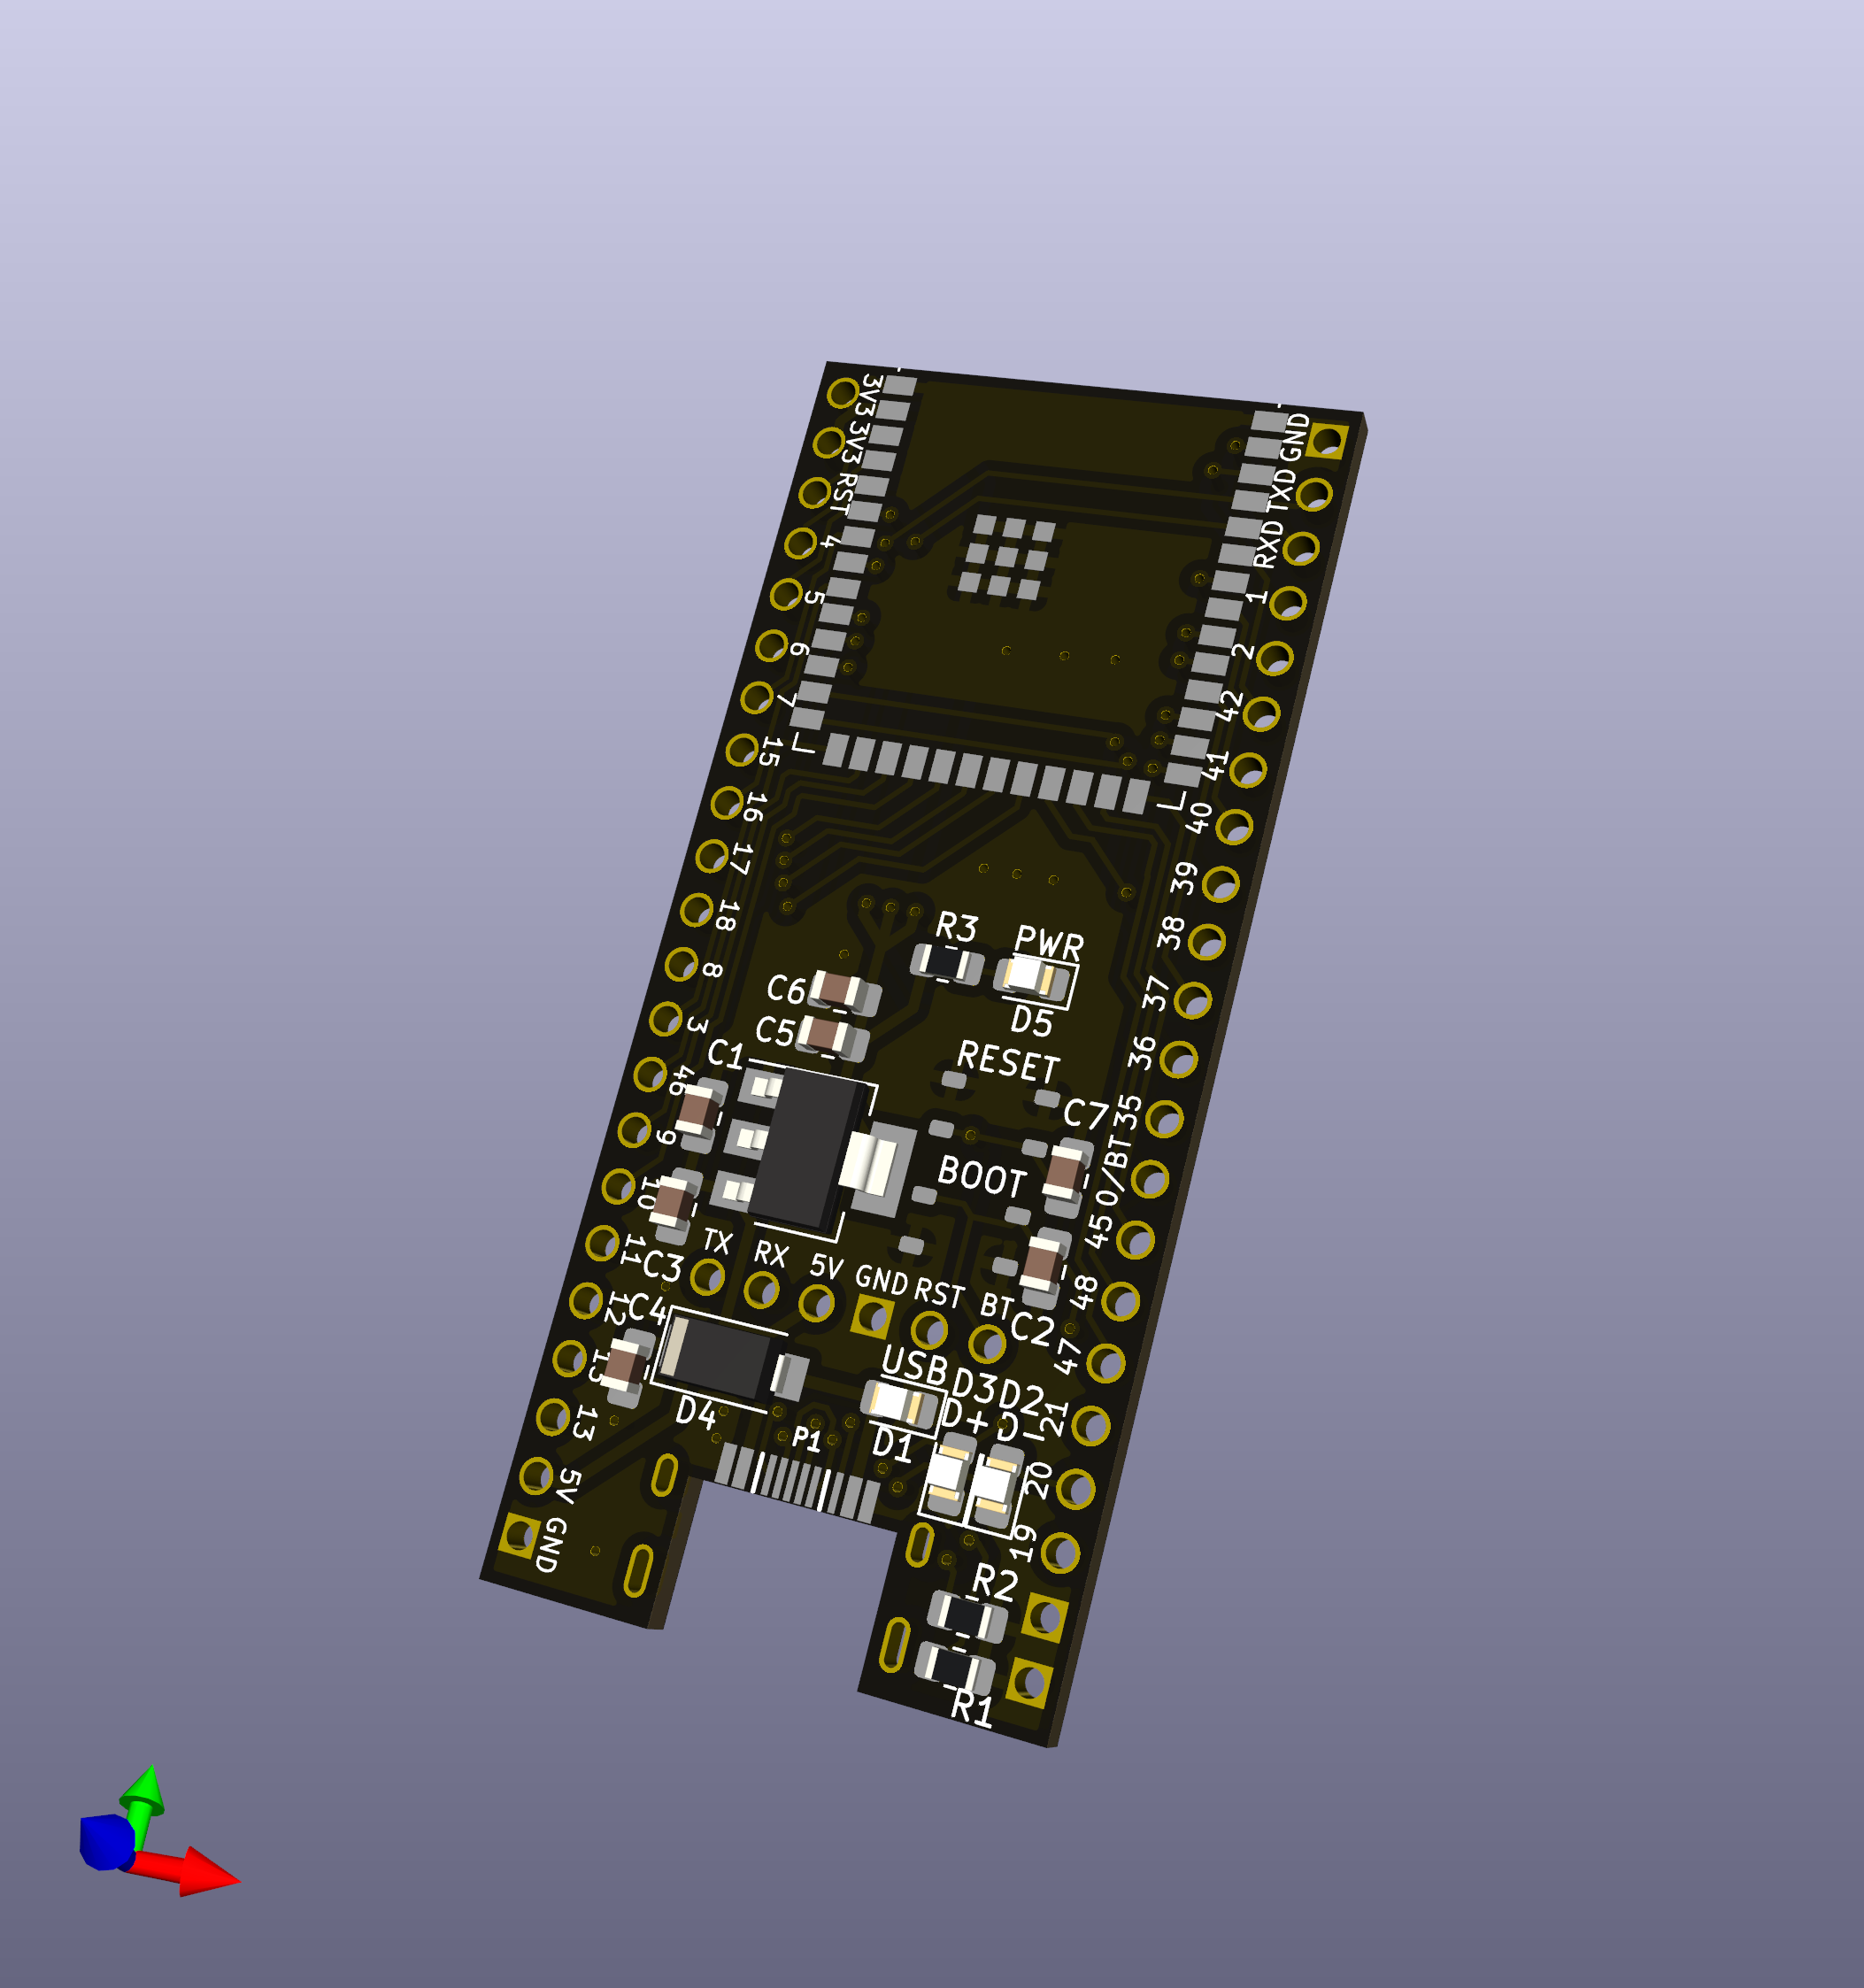 3V3
3V3
RST
4
5
6
7
15
16
17
18
8
3
46
9
10
11
12
13
13
5V
GND
GND
TXD
RXD
1
2
42
41
40
39
38
37
36
35
0/BT
45
48
47
21
20
19
R3
PWR
C6
D5
C5
C1
RESET
C7
BOOT
TX
RX
5V
GND
RST
BT
C3
C4
C2
USB
D3
D2
D+
D-
D4
P1
D1
R2
R1